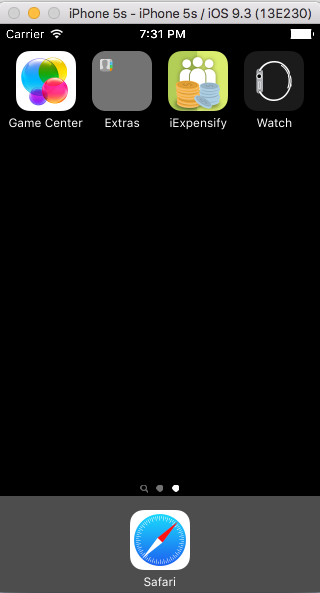 iPhone 5s - iPhone 5s / iOS 9.3 (13E230)
Carrier 7:31 PM
Game Center Extras iExpensify Watch
Safari